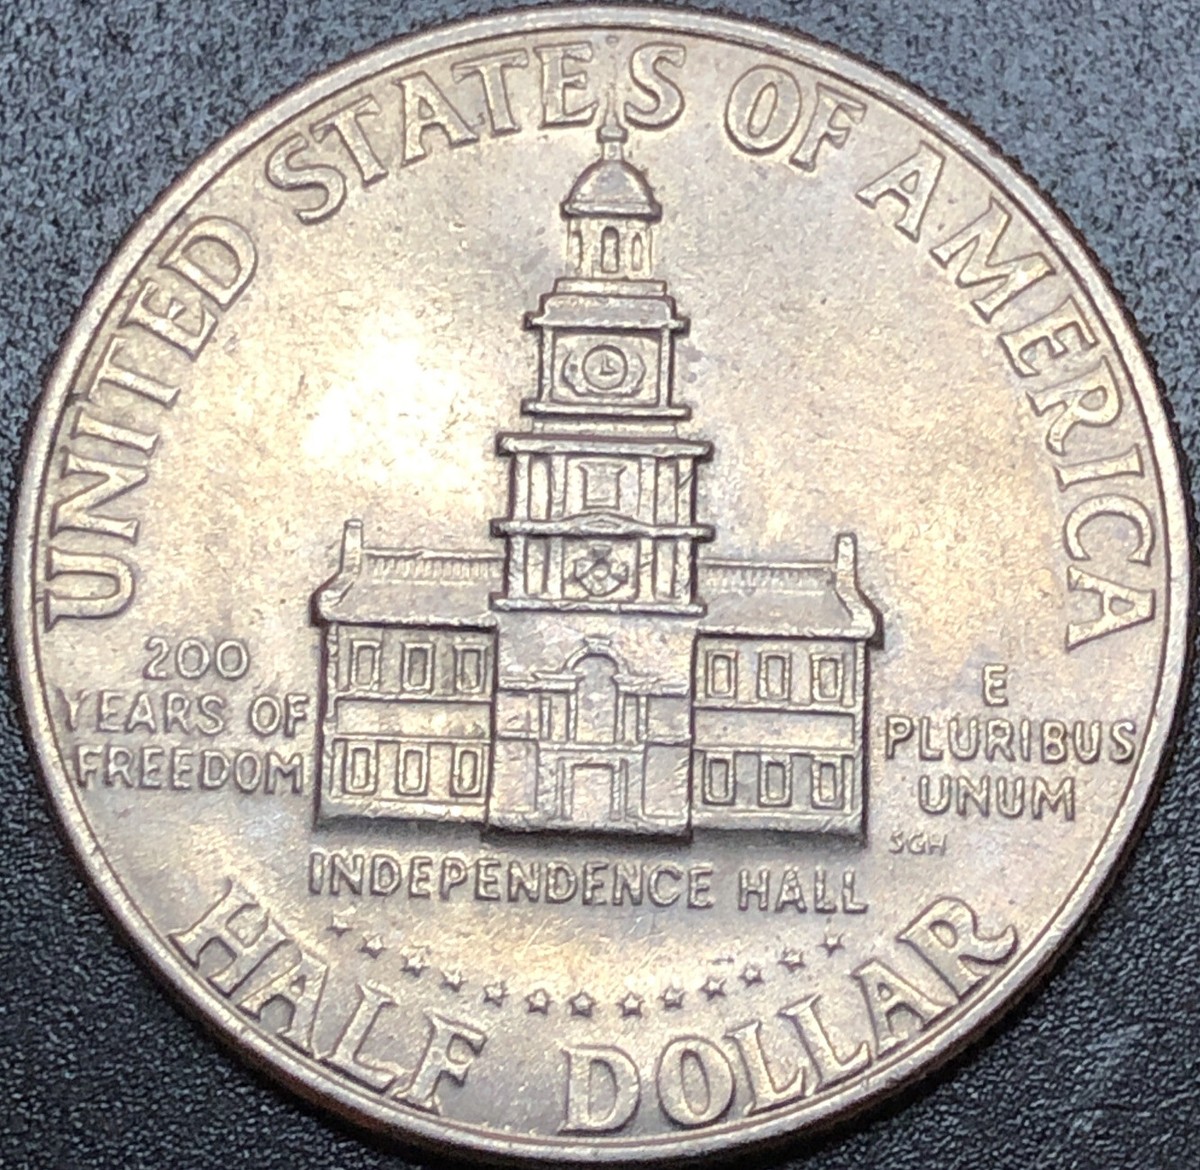 UNITED STATES OF AMERICA
200
YEARS OF
FREEDOM
E
PLURIBUS
UNUM
SGH
INDEPENDENCE HALL
HALF DOLLAR